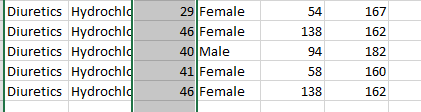 Diuretics Hydrochlo 29 Female 54 167
Diuretics Hydrochlo 46 Female 138 162
Diuretics Hydrochlo 40 Male 94 182
Diuretics Hydrochlo 41 Female 58 160
Diuretics Hydrochlo 46 Female 138 162